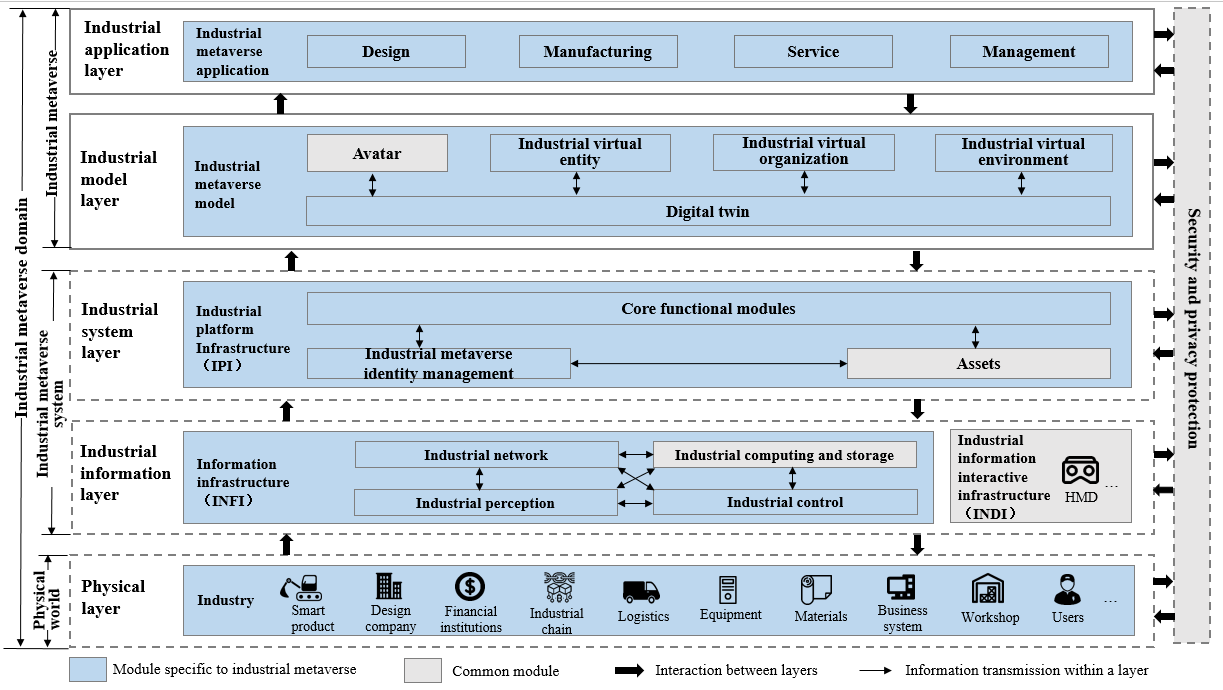 Industrial metaverse domain
Industrial metaverse
Industrial metaverse
system
Physical
world
Industrial
application
layer
Industrial
metaverse
application
Design
Manufacturing
Service
Management
Industrial
model
layer
Industrial
metaverse
model
Avatar
Industrial virtual
entity
Industrial virtual
organization
Industrial virtual
environment
Digital twin
Industrial
system
layer
Industrial
platform
Infrastructure
（IPI）
Core functional modules
Industrial metaverse
identity management
Assets
Industrial
information
layer
Information
infrastructure
（INFI）
Industrial network
Industrial computing and storage
Industrial perception
Industrial control
Industrial
information
interactive
infrastructure
（INDI）
HMD
...
Physical
layer
Industry
Smart
product
Design
company
Financial
institutions
Industrial
chain
Logistics
Equipment
Materials
Business
system
Workshop
Users
...
Security and privacy protection
Module specific to industrial metaverse
Common module
Interaction between layers
Information transmission within a layer